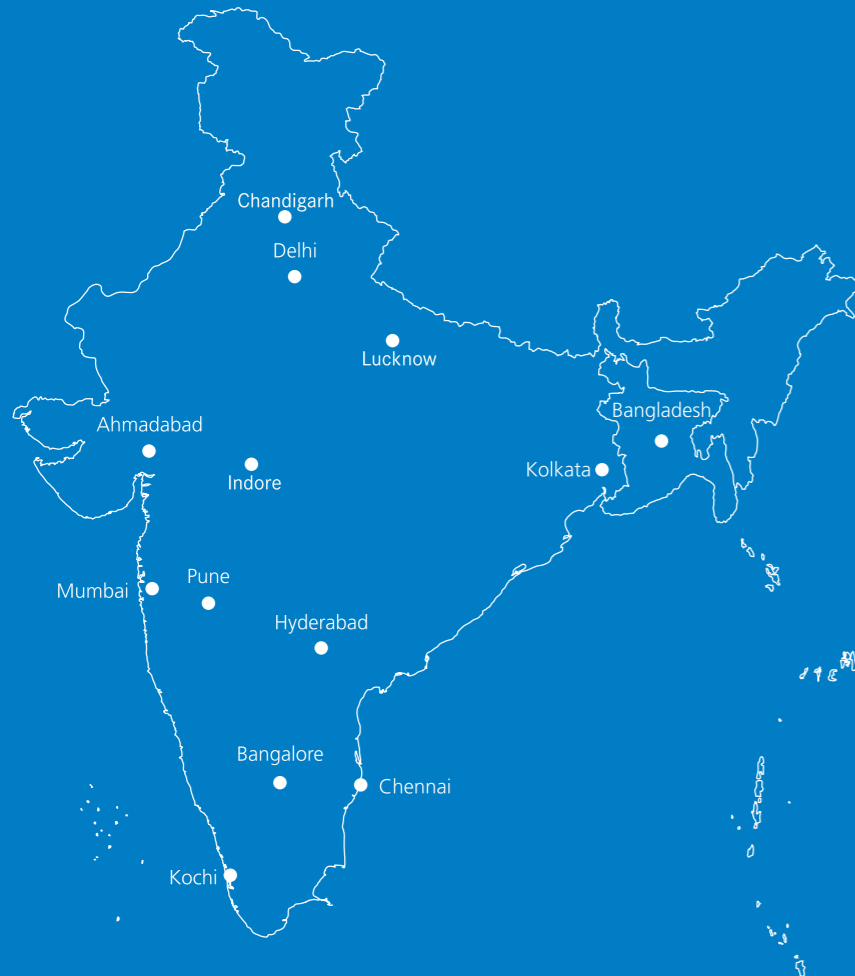 Chandigarh
Delhi
Lucknow
Bangladesh
Ahmadabad
Kolkata
Indore
Pune
Mumbai
Hyderabad
Bangalore
Chennai
Kochi